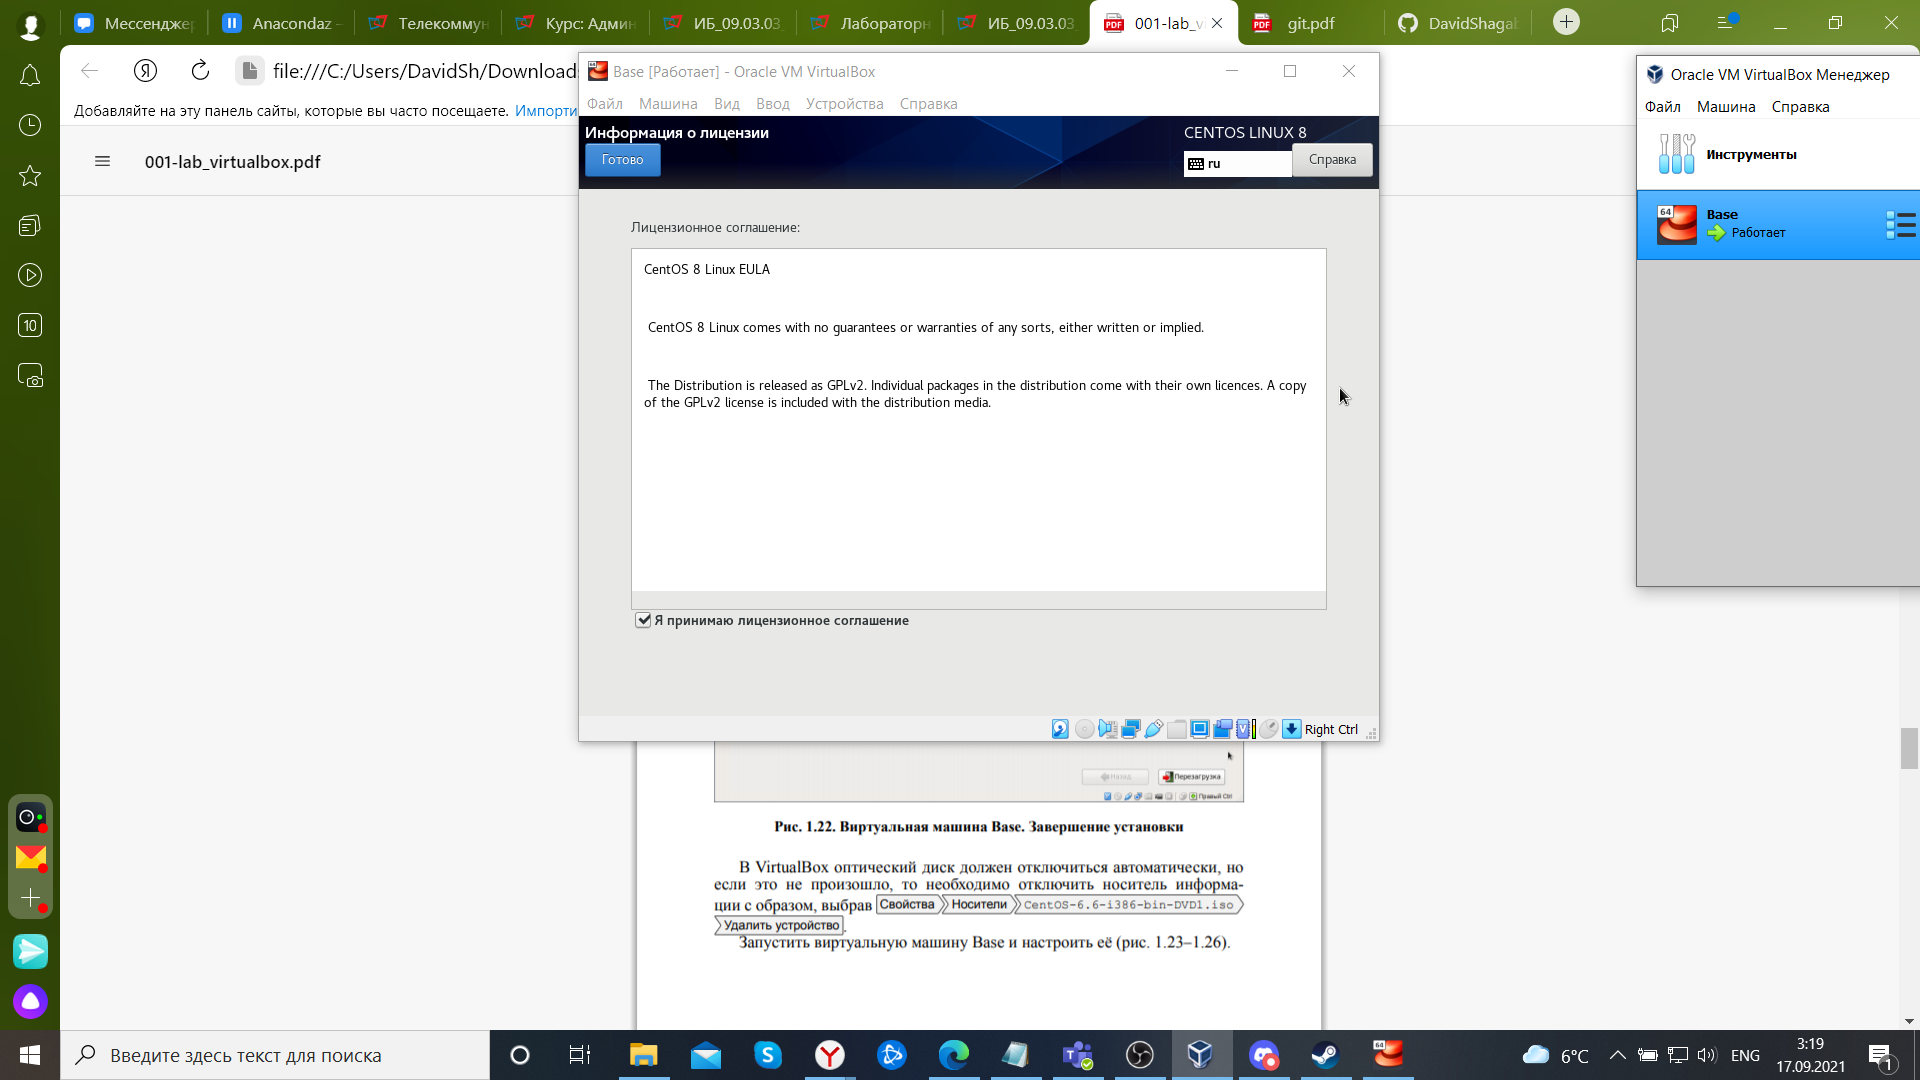 Мессендже
Anacondaz –
Телекоммун
Курс: Админ
ИБ_09.03.03
Лаборатор
ИБ_09.03.03
001-lab_v
git.pdf
DavidShaga
file:///C:/Users/DavidSh/Downloads
Добавляйте на эту панель сайты, которые вы часто посещаете. Импорти
001-lab_virtualbox.pdf
10
Base [Работает] - Oracle VM VirtualBox
Файл Машина Вид Ввод Устройства Справка
Информация о лицензии
CENTOS LINUX 8
Готово
ru
Справка
Лицензионное соглашение:
CentOS 8 Linux EULA
CentOS 8 Linux comes with no guarantees or warranties of any sorts, either written or implied.
The Distribution is released as GPLv2. Individual packages in the distribution come with their own licences. A copy
of the GPLv2 license is included with the distribution media.
Я принимаю лицензионное соглашение
Right Ctrl
Oracle VM VirtualBox Менеджер
Файл Машина Справка
Инструменты
64
Base
Работает
Назад
Перезагрузка
Правый Ctrl
Рис. 1.22. Виртуальная машина Base. Завершение установки
В VirtualBox оптический диск должен отключиться автоматически, но
если это не произошло, то необходимо отключить носитель информа-
ции с образом, выбрав Свойства Носители CentOS-6.6-i386-bin-DVD1.iso
Удалить устройство.
Запустить виртуальную машину Base и настроить её (рис. 1.23–1.26).
Введите здесь текст для поиска
6°C
ENG
3:19
17.09.2021
1